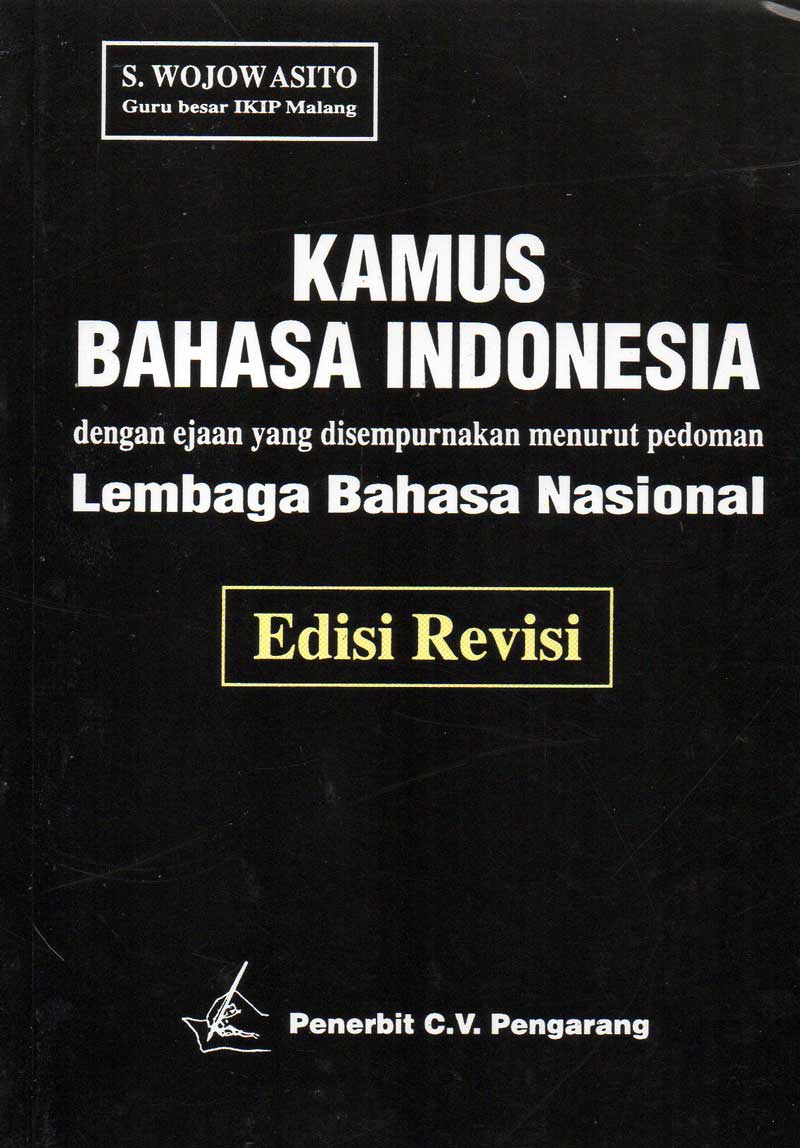 S. WOJOWASITO
Guru besar IKIP Malang
KAMUS
BAHASA INDONESIA
dengan ejaan yang disempurnakan menurut pedoman
Lembaga Bahasa Nasional
Edisi Revisi
Penerbit C.V. Pengarang